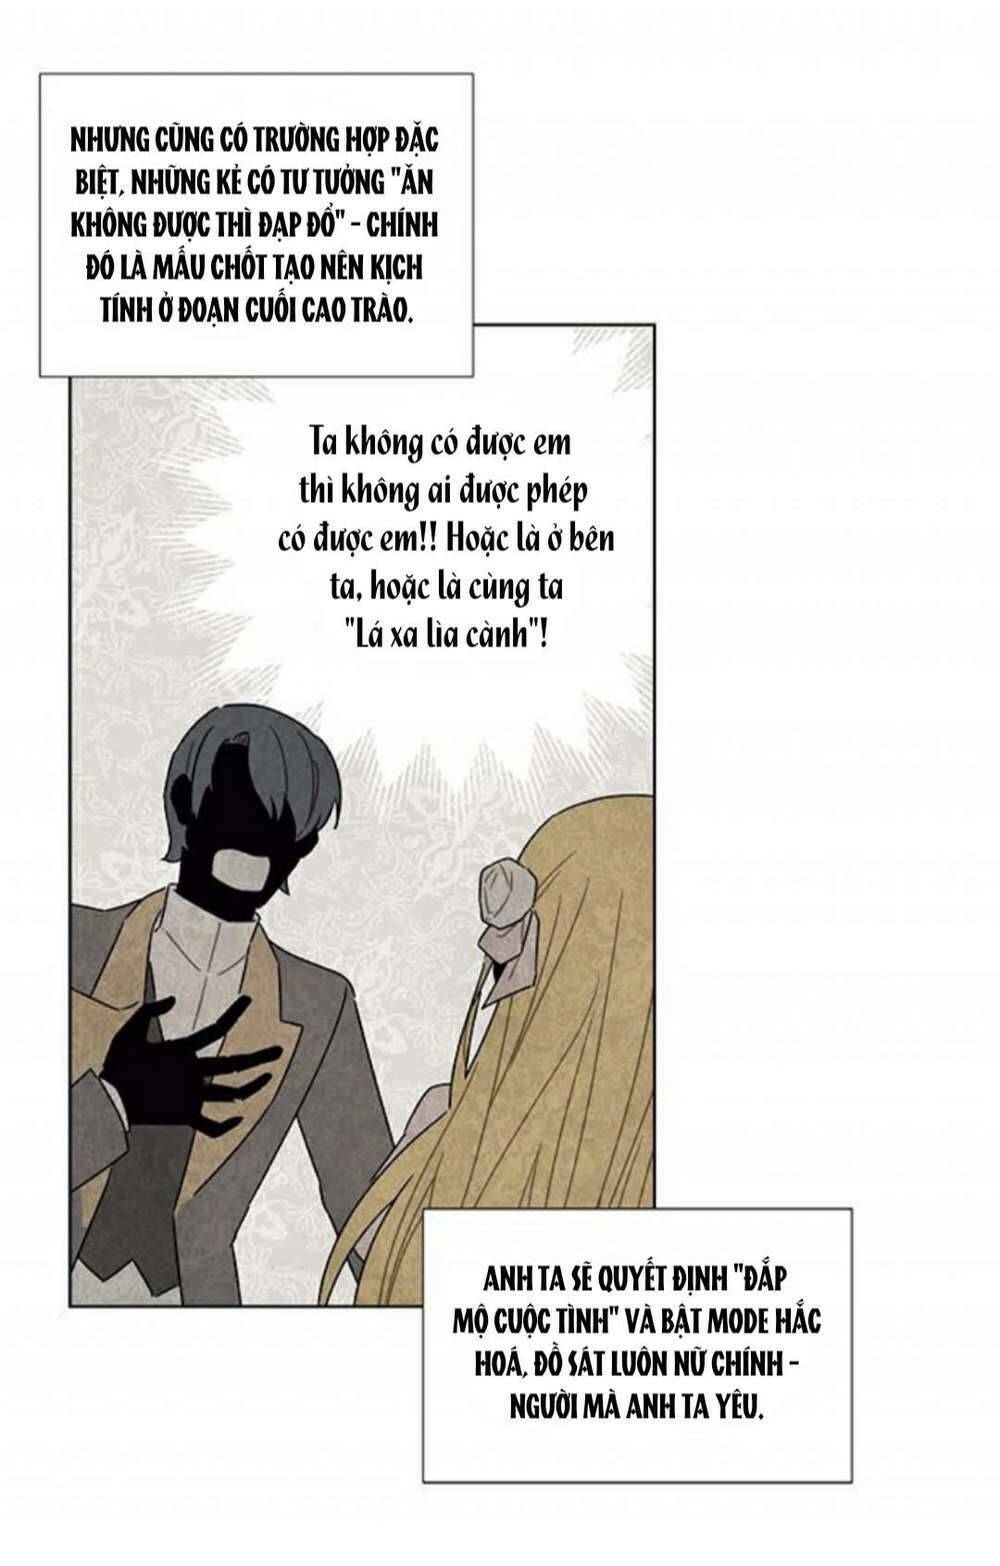 NHƯNG CŨNG CÓ TRƯỜNG HỢP ĐẶC
BIỆT, NHỮNG KẺ CÓ TƯ TƯỞNG "ĂN
KHÔNG ĐƯỢC THÌ ĐẠP ĐỔ" - CHÍNH
ĐÓ LÀ MẤU CHỐT TẠO NÊN KỊCH
TÍNH Ở ĐOẠN CUỐI CAO TRÀO.
Ta không có được em
thì không ai được phép
có được em!! Hoặc là ở bên
ta, hoặc là cùng ta
"Lá xa lìa cành"!
ANH TA SẼ QUYẾT ĐỊNH "ĐẮP
MỘ CUỘC TÌNH" VÀ BẬT MODE HẮC
HOÁ, ĐỒ SÁT LUÔN NỮ CHÍNH -
NGƯỜI MÀ ANH TA YÊU.